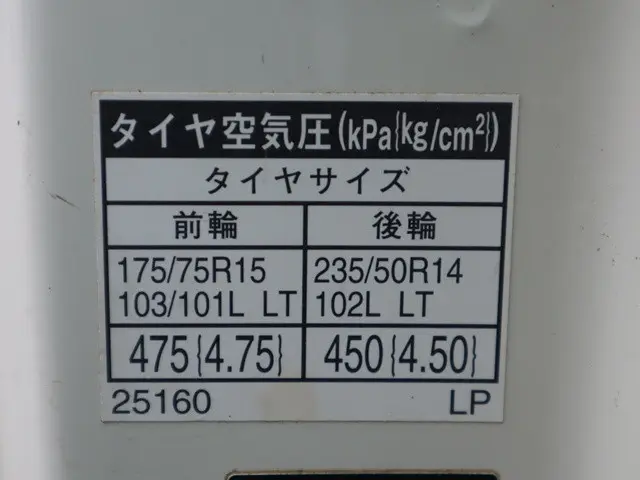 タイヤ空気圧(kPa{kg/cm²})
タイヤサイズ
前輪 後輪
175/75R15 235/50R14
103/101L LT 102L LT
475{4.75} 450{4.50}
25160 LP